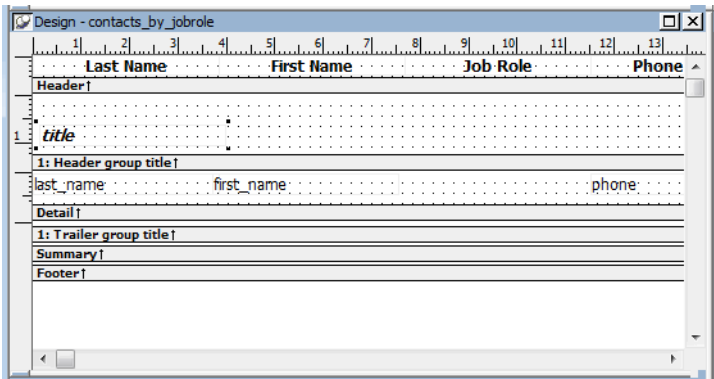 Design - contacts_by_jobrole
1 2 3 4 5 6 7 8 9 10 11 12 13
Last Name First Name Job Role Phone
Header↑
1
title
1: Header group title↑
last_name first_name phone
Detail↑
1: Trailer group title↑
Summary↑
Footer↑